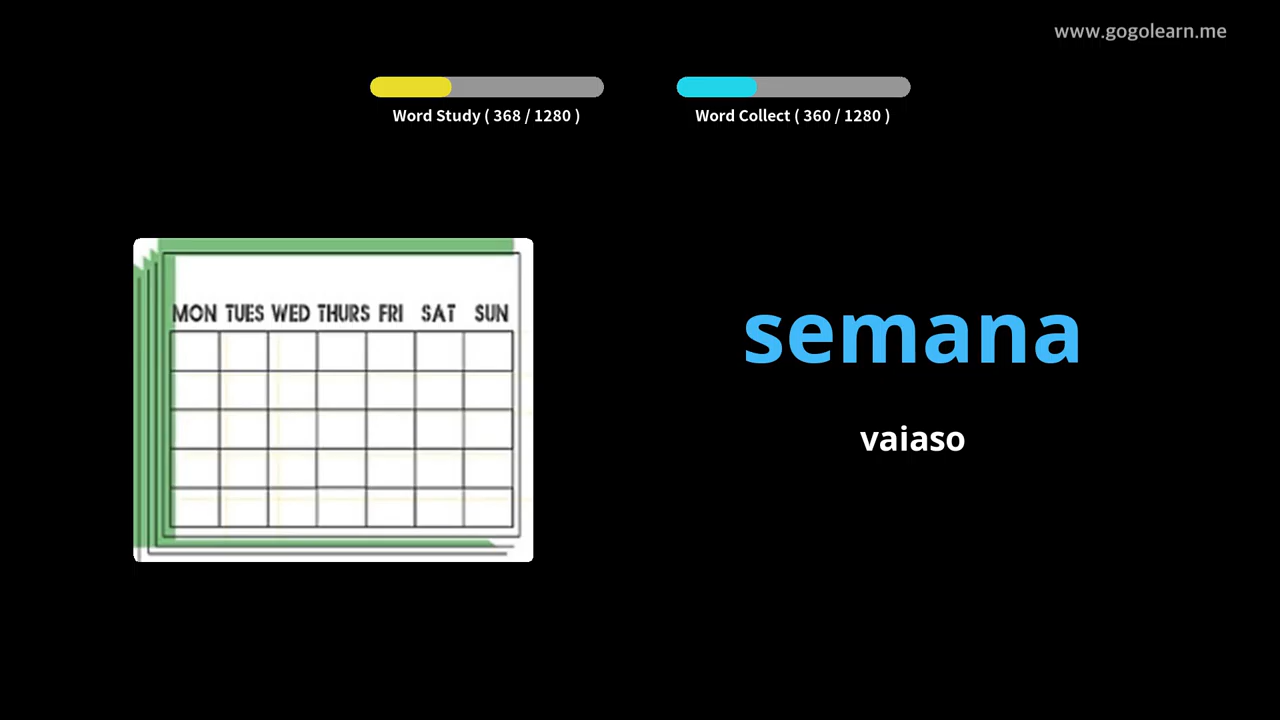 www.gogolearn.me
Word Study ( 368 / 1280 )
Word Collect ( 360 / 1280 )
MON TUES WED THURS FRI SAT SUN
semana
vaiaso